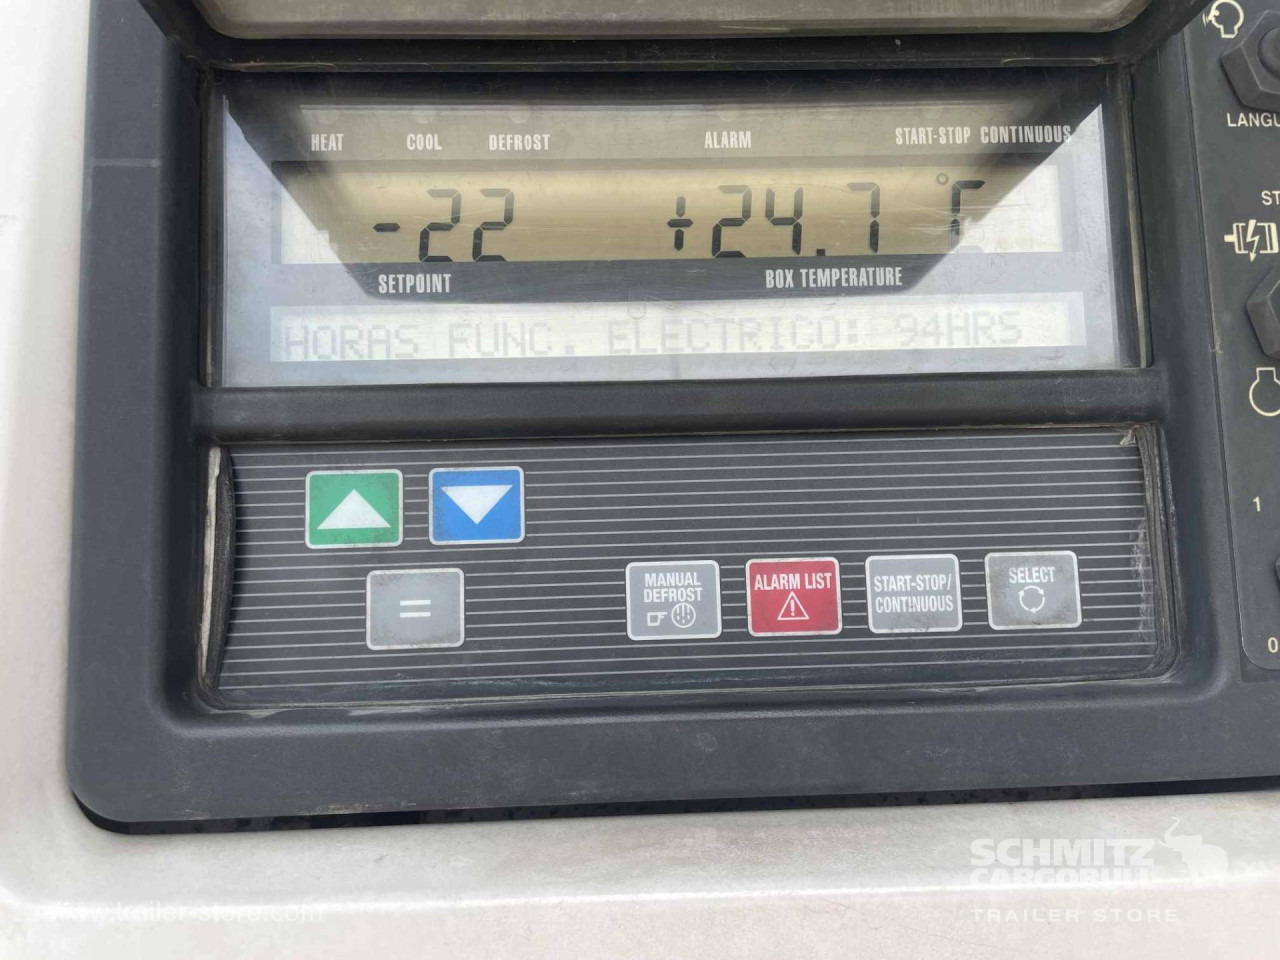 HEAT COOL DEFROST ALARM START-STOP CONTINUOUS
-22 +24.7 °C
SETPOINT BOX TEMPERATURE
HORAS FUNC. ELECTRICO: 94HRS
MANUAL DEFROST
ALARM LIST
START-STOP/
CONTINUOUS
SELECT
=
1
0
SCHMITZ
CARGOBULL
TRAILER STORE
www.trailer-store.com